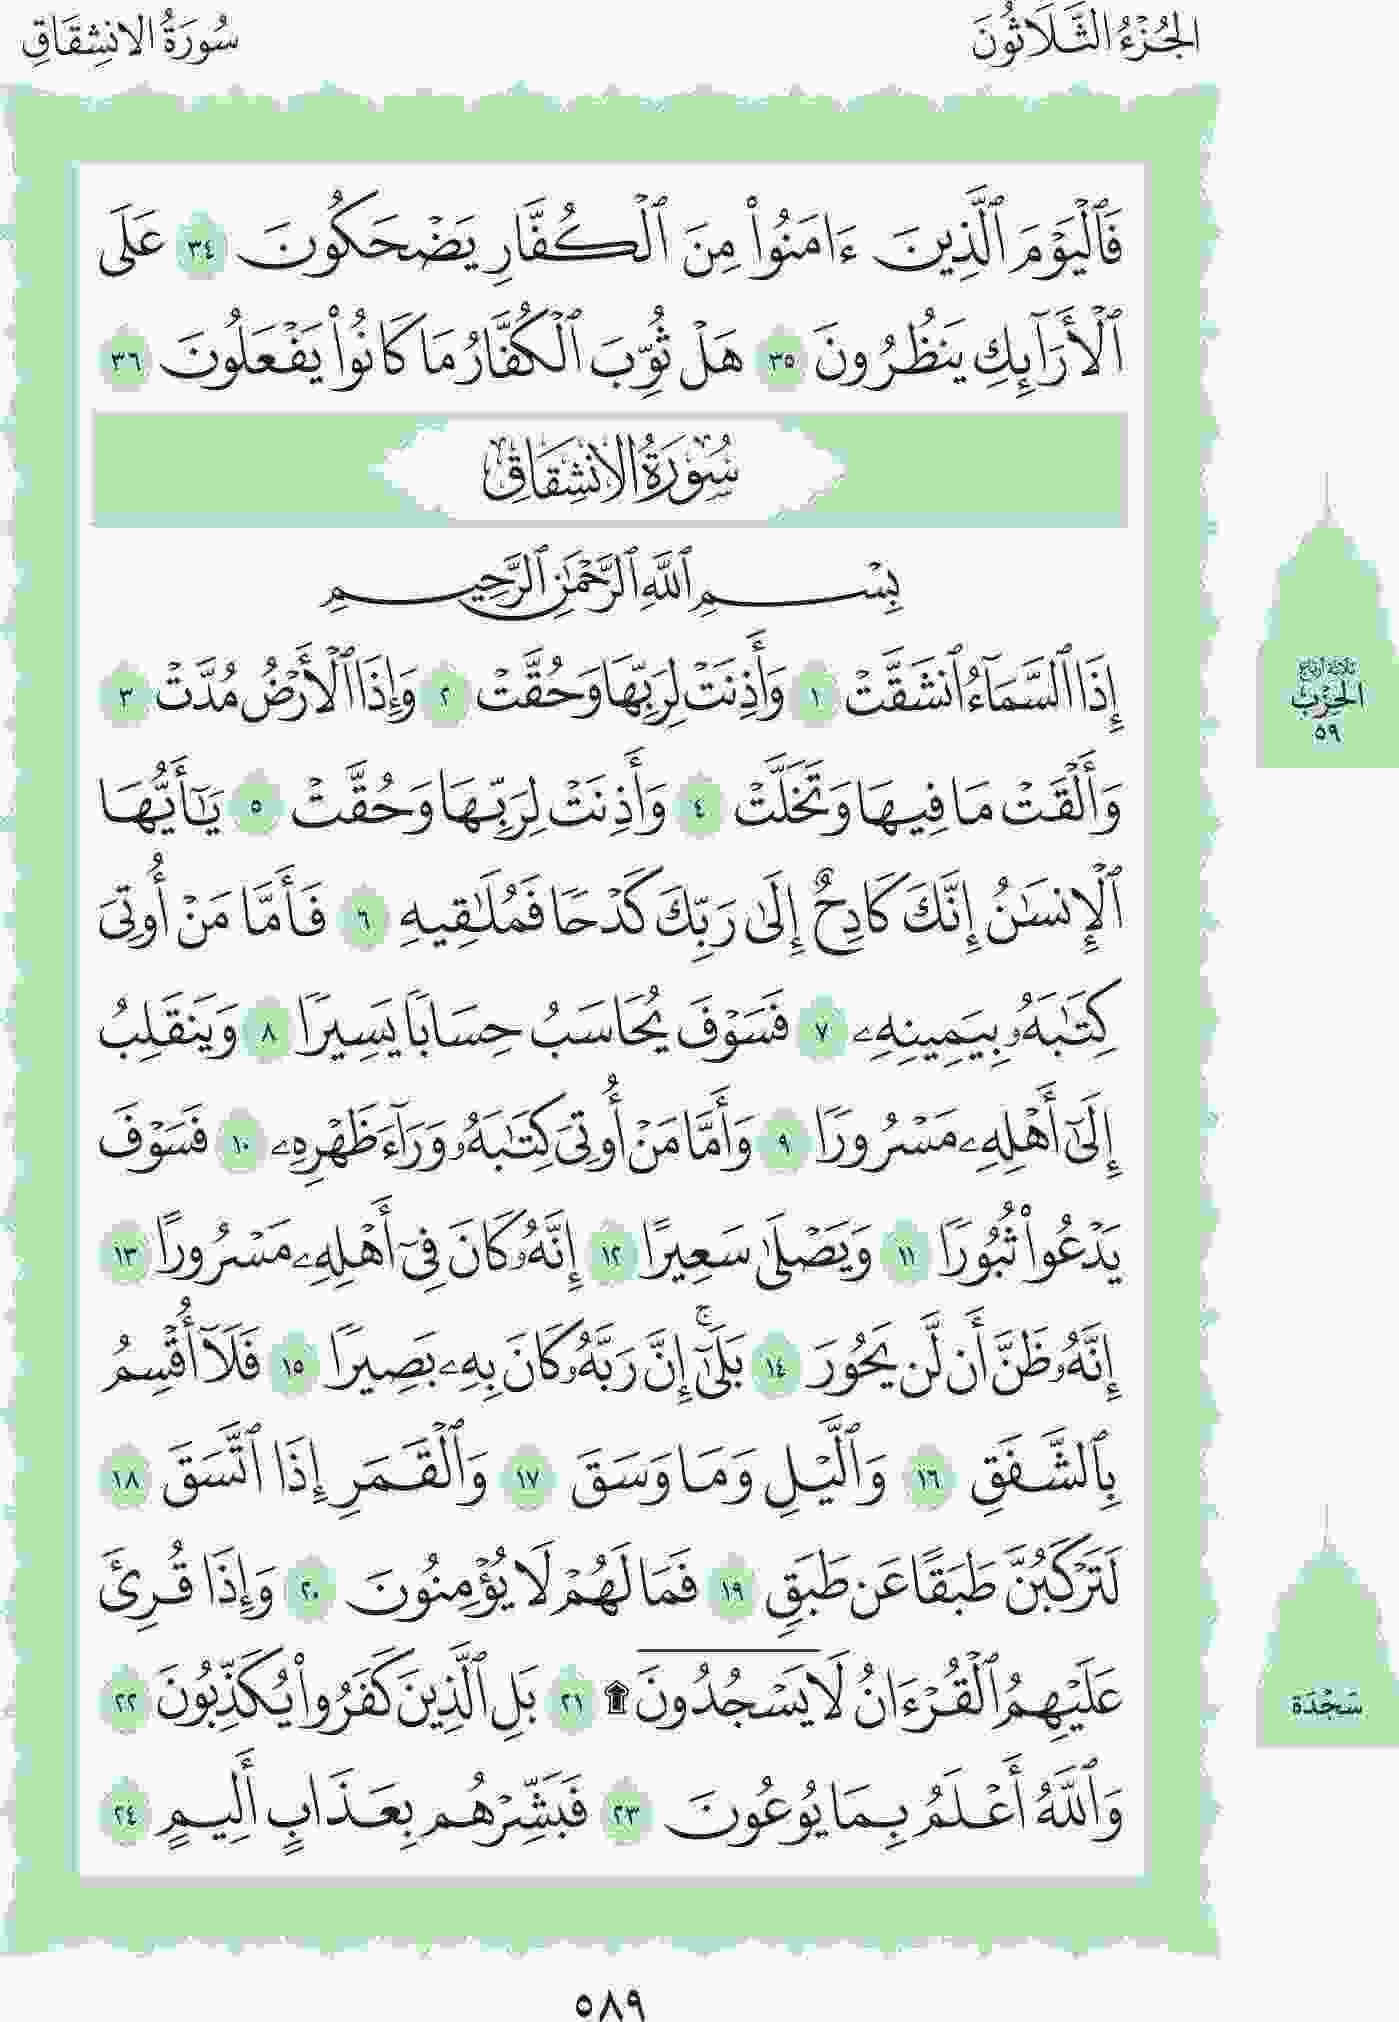 الجُزْءُ الثَّلَاثُونَ
سُورَةُ الانشِقَاقِ
فَٱلۡيَوۡمَ ٱلَّذِينَ ءَامَنُواْ مِنَ ٱلۡكُفَّارِ يَضۡحَكُونَ ٣٤ عَلَى
ٱلۡأَرَآئِكِ يَنظُرُونَ ٣٥ هَلۡ ثُوِّبَ ٱلۡكُفَّارُ مَا كَانُواْ يَفۡعَلُونَ ٣٦
سُورَةُ الانشِقَاقِ
بِسۡمِ ٱللَّهِ ٱلرَّحۡمَٰنِ ٱلرَّحِيمِ
إِذَا ٱلسَّمَآءُ ٱنشَقَّتۡ ١ وَأَذِنَتۡ لِرَبِّهَا وَحُقَّتۡ ٢ وَإِذَا ٱلۡأَرۡضُ مُدَّتۡ ٣
وَأَلۡقَتۡ مَا فِيهَا وَتَخَلَّتۡ ٤ وَأَذِنَتۡ لِرَبِّهَا وَحُقَّتۡ ٥ يَٰٓأَيُّهَا
ٱلۡإِنسَٰنُ إِنَّكَ كَادِحٌ إِلَىٰ رَبِّكَ كَدۡحٗا فَمُلَٰقِيهِ ٦ فَأَمَّا مَنۡ أُوتِيَ
كِتَٰبَهُۥ بِيَمِينِهِۦ ٧ فَسَوۡفَ يُحَاسَبُ حِسَابٗا يَسِيرٗا ٨ وَيَنقَلِبُ
إِلَىٰٓ أَهۡلِهِۦ مَسۡرُورٗا ٩ وَأَمَّا مَنۡ أُوتِيَ كِتَٰبَهُۥ وَرَآءَ ظَهۡرِهِۦ ١٠ فَسَوۡفَ
يَدۡعُواْ ثُبُورٗا ١١ وَيَصۡلَىٰ سَعِيرًا ١٢ إِنَّهُۥ كَانَ فِيٓ أَهۡلِهِۦ مَسۡرُورًا ١٣
إِنَّهُۥ ظَنَّ أَن لَّن يَحُورَ ١٤ بَلَىٰٓۚ إِنَّ رَبَّهُۥ كَانَ بِهِۦ بَصِيرٗا ١٥ فَلَآ أُقۡسِمُ
بِٱلشَّفَقِ ١٦ وَٱلَّيۡلِ وَمَا وَسَقَ ١٧ وَٱلۡقَمَرِ إِذَا ٱتَّسَقَ ١٨
لَتَرۡكَبُنَّ طَبَقًا عَن طَبَقٖ ١٩ فَمَا لَهُمۡ لَا يُؤۡمِنُونَ ٢٠ وَإِذَا قُرِئَ
عَلَيۡهِمُ ٱلۡقُرۡءَانُ لَا يَسۡجُدُونَ۩ ٢١ بَلِ ٱلَّذِينَ كَفَرُواْ يُكَذِّبُونَ ٢٢
وَٱللَّهُ أَعۡلَمُ بِمَا يُوعُونَ ٢٣ فَبَشِّرۡهُم بِعَذَابٍ أَلِيمٍ ٢٤
ثلاثة أرباع
الحِزْب
٥٩
سَجْدَة
٥٨٩